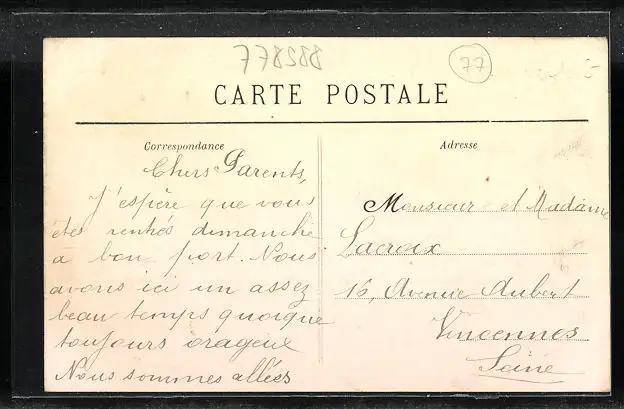 77
CARTE POSTALE
Correspondance
Chers Parents,
J'espère que vous
êtes rentrés dimanche
à bon port. Nous
avons ici un assez
beau temps quoique
toujours orageux
Nous sommes allés
Adresse
Monsieur et Madame
Lacroix
16, Avenue Aubert
Vincennes
Seine